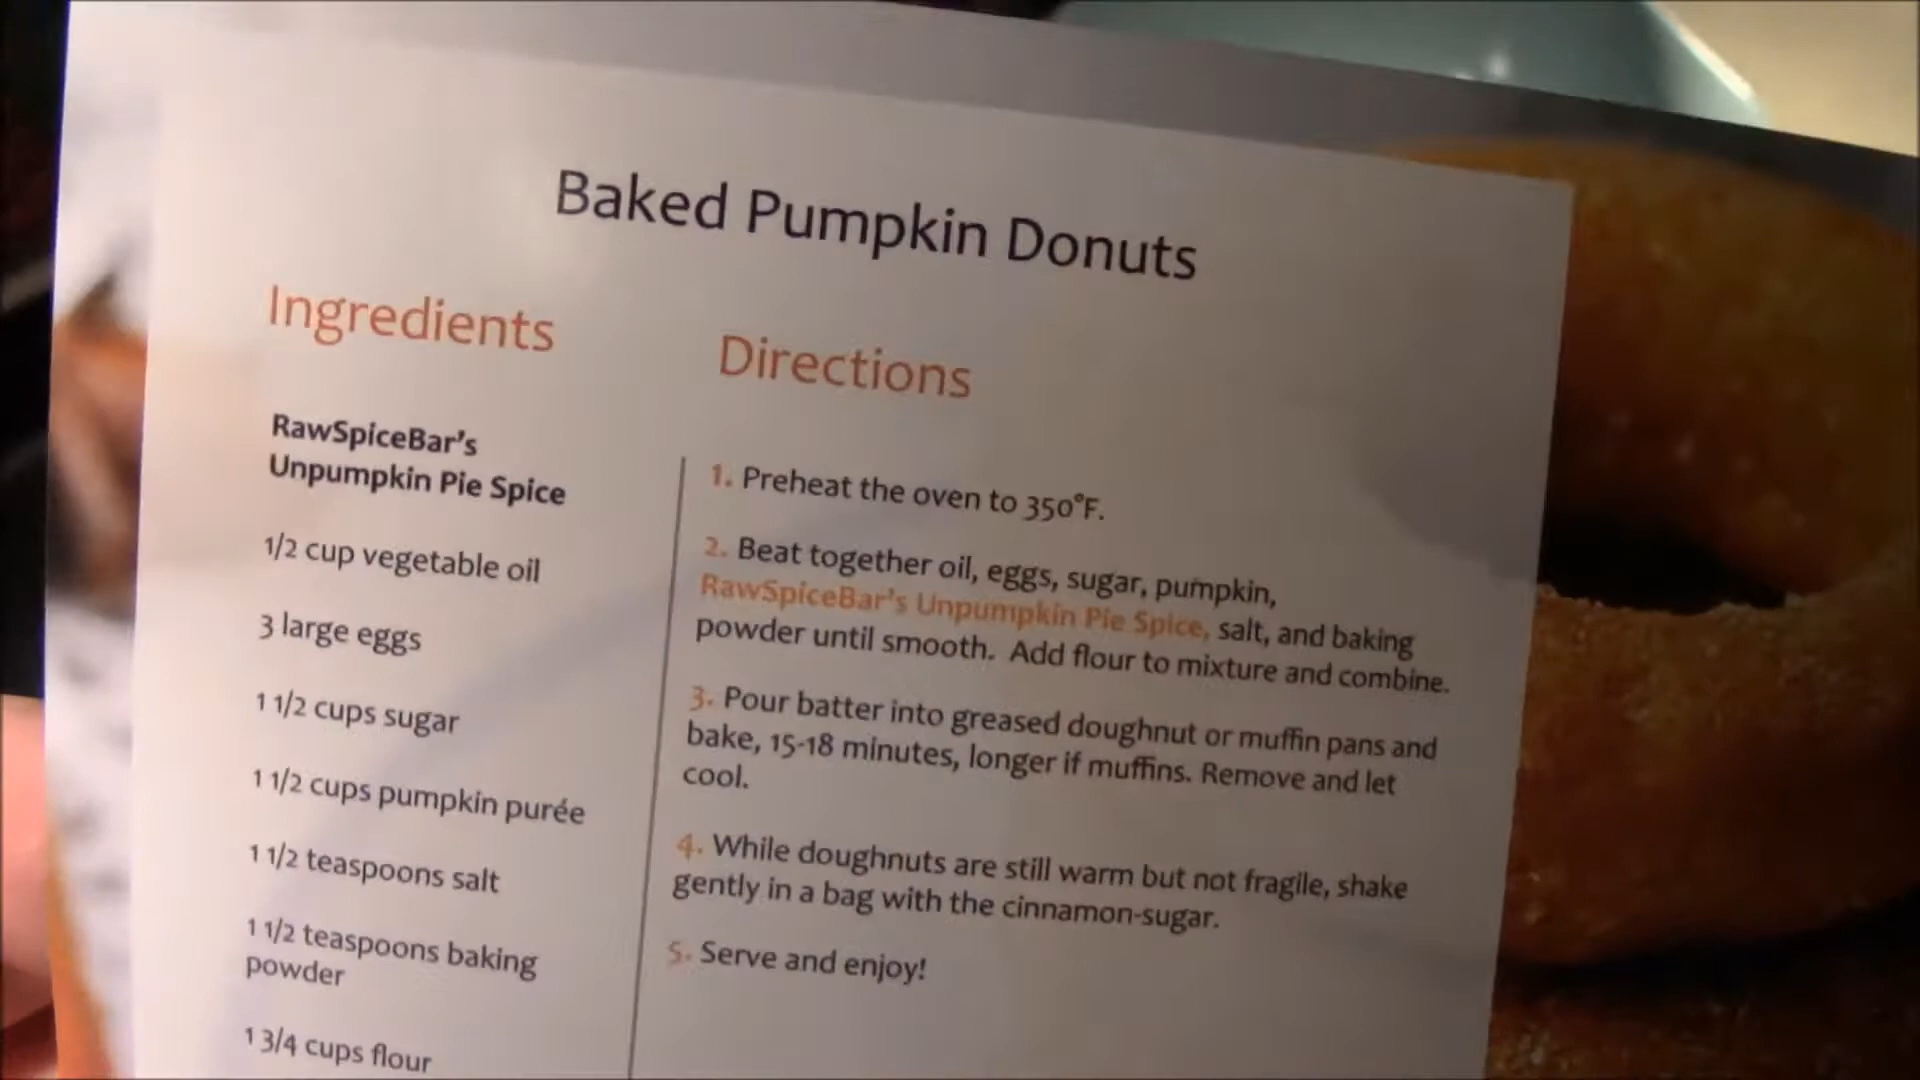 Baked Pumpkin Donuts
Ingredients
RawSpiceBar's
Unpumpkin Pie Spice
1/2 cup vegetable oil
3 large eggs
1 1/2 cups sugar
1 1/2 cups pumpkin purée
1 1/2 teaspoons salt
1 1/2 teaspoons baking
powder
1 3/4 cups flour
Directions
1. Preheat the oven to 350°F.
2. Beat together oil, eggs, sugar, pumpkin,
RawSpiceBar's Unpumpkin Pie Spice, salt, and baking
powder until smooth. Add flour to mixture and combine.
3. Pour batter into greased doughnut or muffin pans and
bake, 15-18 minutes, longer if muffins. Remove and let
cool.
4. While doughnuts are still warm but not fragile, shake
gently in a bag with the cinnamon-sugar.
5. Serve and enjoy!